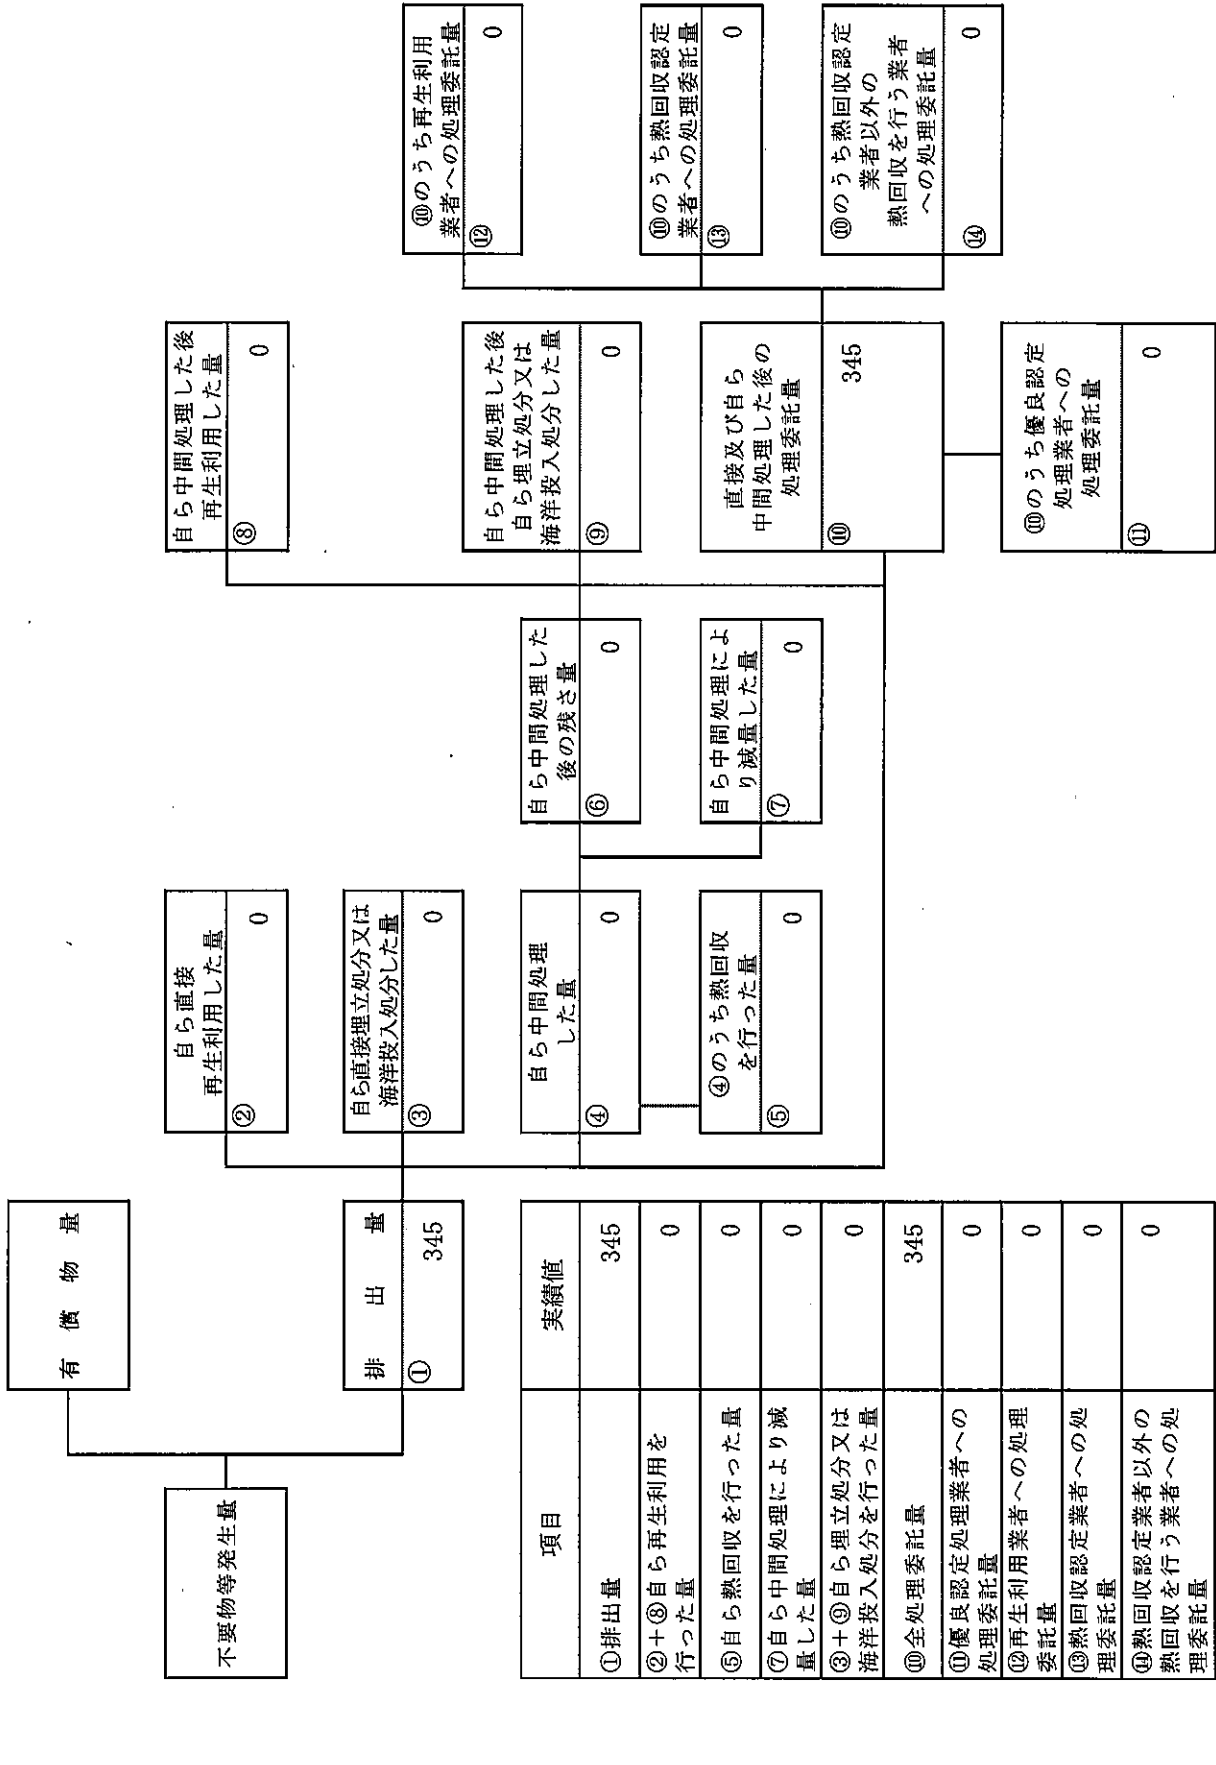 有償物量
不要物等発生量
排出量
① 345
自ら直接
再生利用した量
② 0
自ら直接埋立処分又は
海洋投入処分した量
③ 0
自ら中間処理
した量
④ 0
④のうち熱回収
を行った量
⑤ 0
自ら中間処理した
後の残さ量
⑥ 0
自ら中間処理によ
り減量した量
⑦ 0
自ら中間処理した後
再生利用した量
⑧ 0
自ら中間処理した後
自ら埋立処分又は
海洋投入処分した量
⑨ 0
直接及び自ら
中間処理した後の
処理委託量
⑩ 345
⑩のうち優良認定
処理業者への
処理委託量
⑪ 0
⑩のうち再生利用
業者への処理委託量
⑫ 0
⑩のうち熱回収認定
業者への処理委託量
⑬ 0
⑩のうち熱回収認定
業者以外の
熱回収を行う業者
への処理委託量
⑭ 0
項目 実績値
①排出量 345
②+⑧自ら再生利用を
行った量 0
⑤自ら熱回収を行った量 0
⑦自ら中間処理により減
量した量 0
③+⑨自ら埋立処分又は
海洋投入処分を行った量 0
⑩全処理委託量 345
⑪優良認定処理業者への
処理委託量 0
⑫再生利用業者への処理
委託量 0
⑬熱回収認定業者への処
理委託量 0
⑭熱回収認定業者以外の
熱回収を行う業者への処
理委託量 0